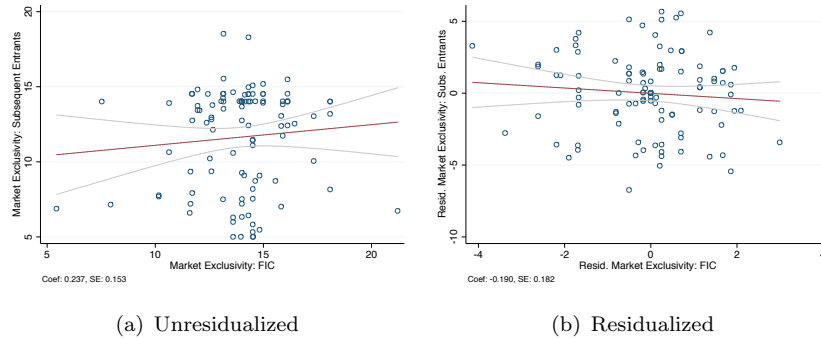 Market Exclusivity: Subsequent Entrants
20
15
10
5
5 10 15 20
Market Exclusivity: FIC
Coef: 0.237, SE: 0.153
(a) Unresidualized
Resid. Market Exclusivity: Subs. Entrants
5
0
-5
-10
-4 -2 0 2 4
Resid. Market Exclusivity: FIC
Coef: -0.190, SE: 0.182
(b) Residualized